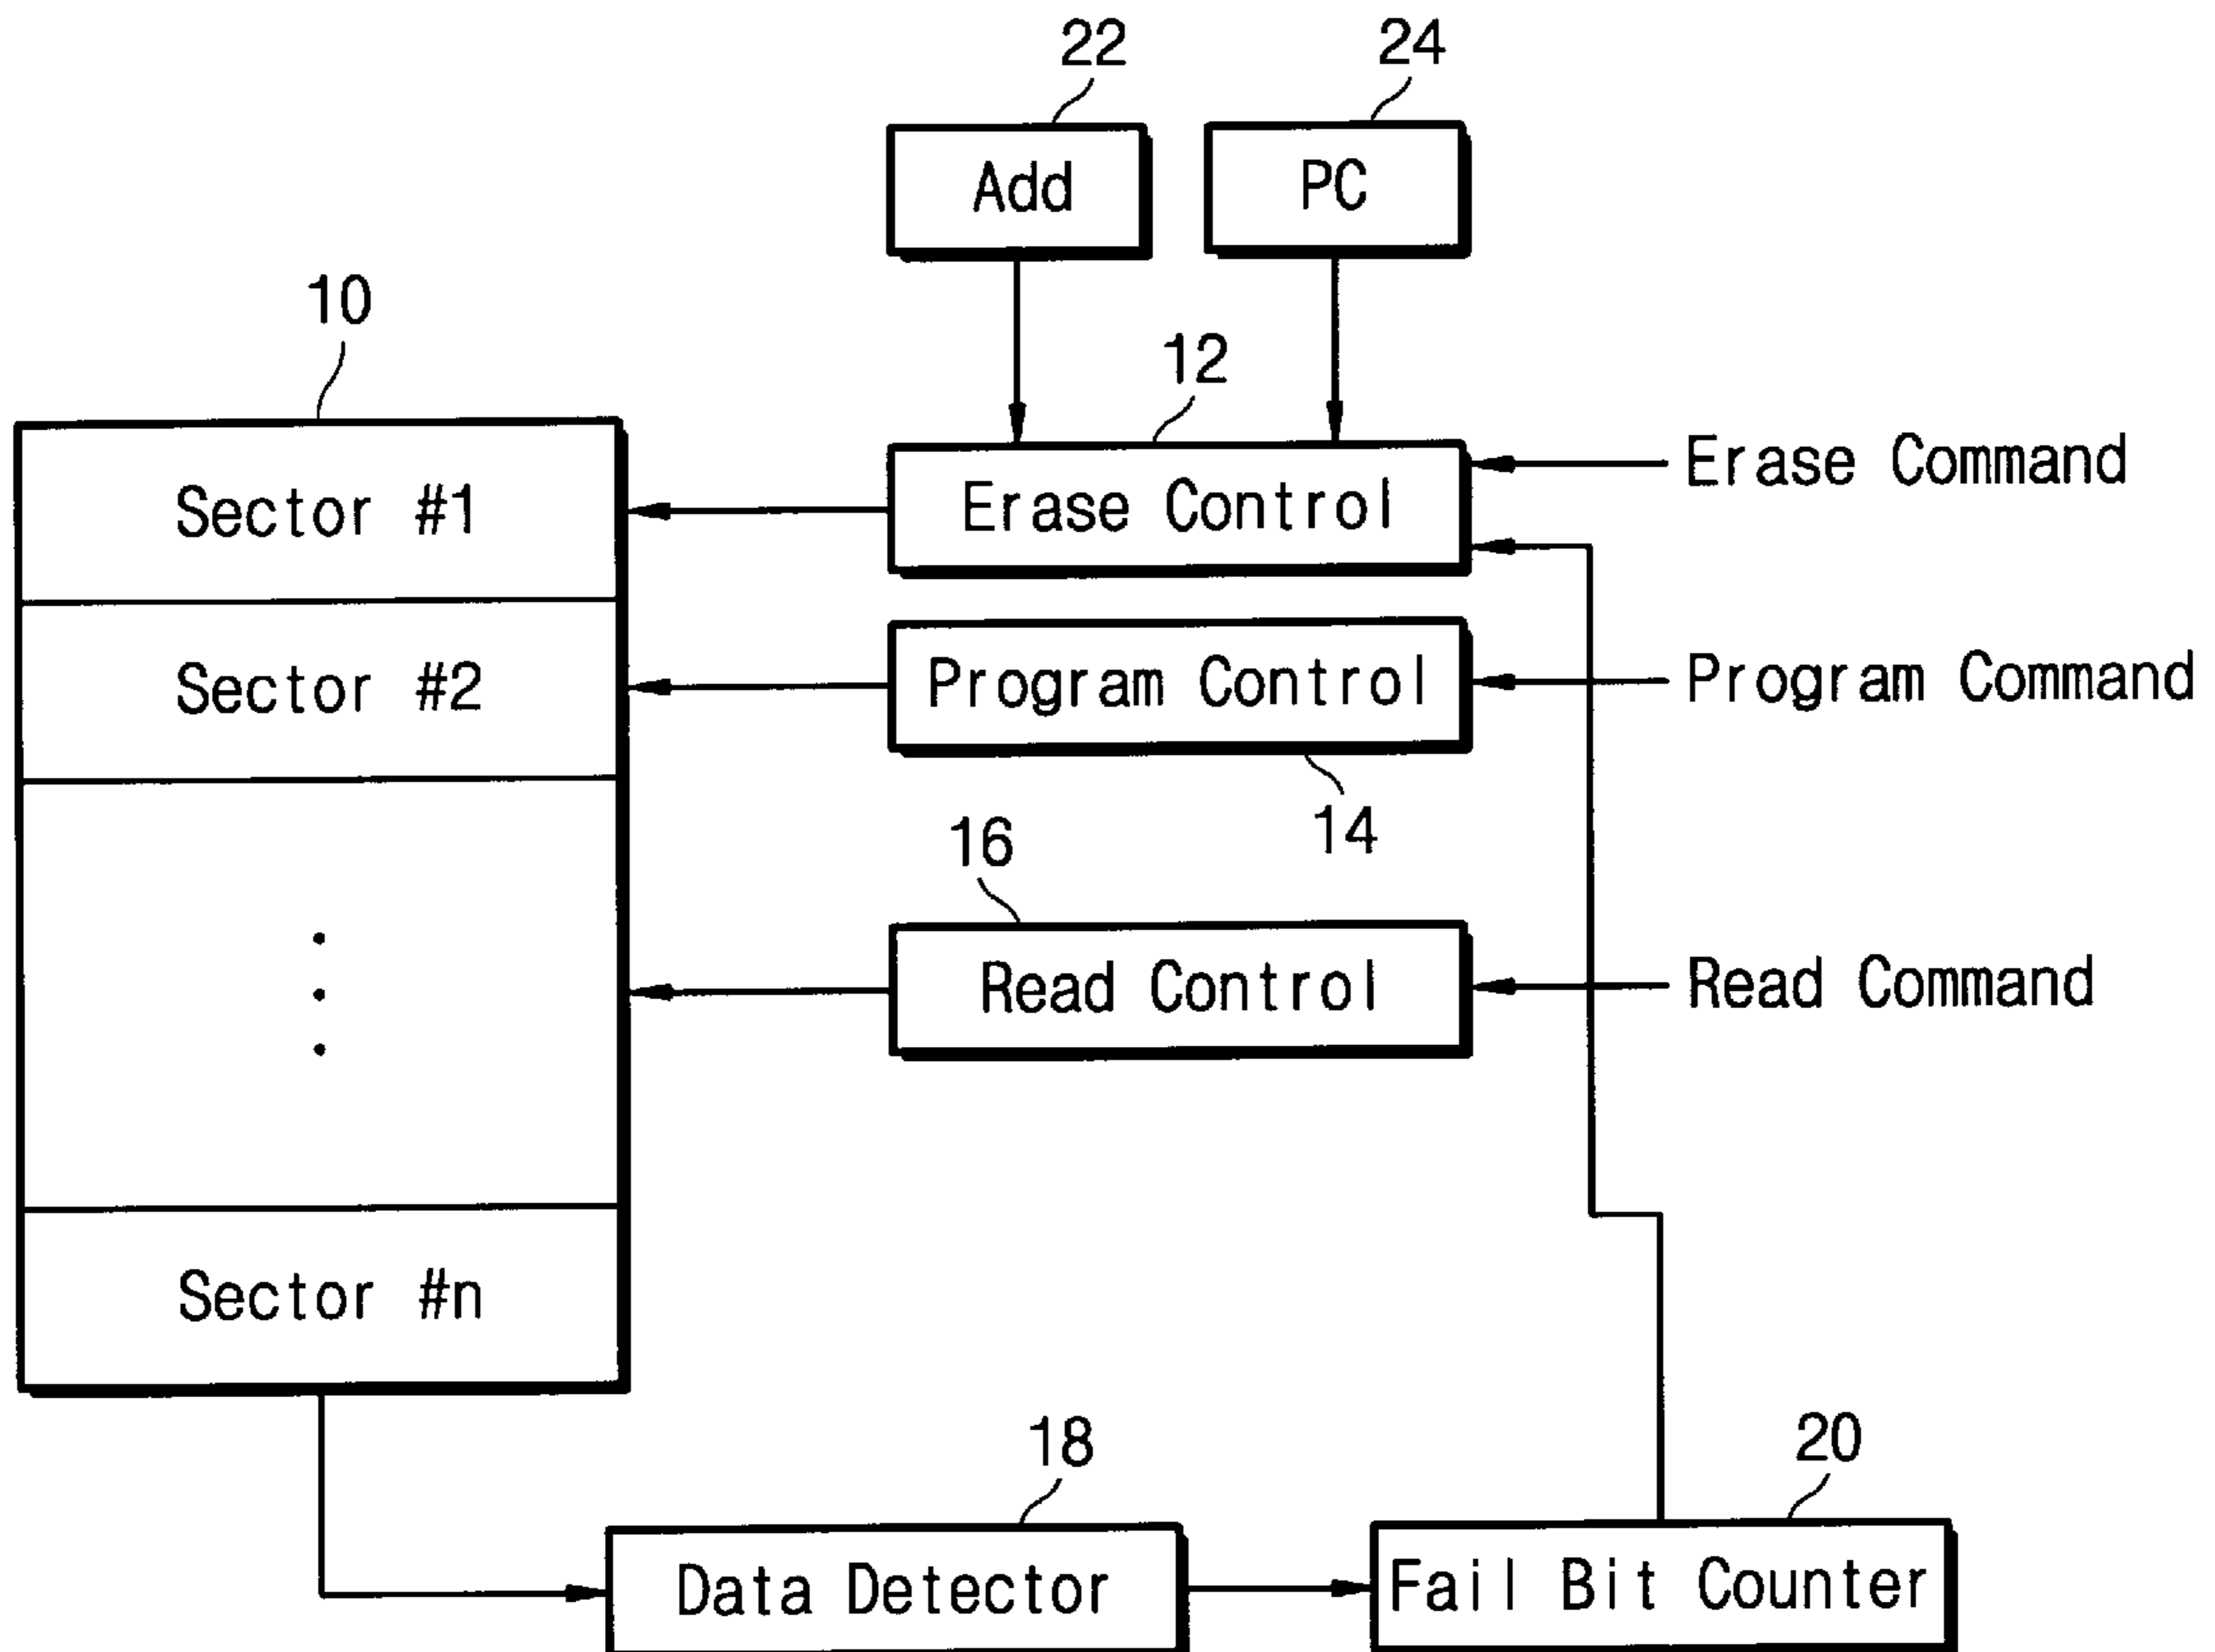 22
24
Add
PC
10
12
Erase Command
Sector #1
Erase Control
Sector #2
Program Control
Program Command
16
14
Read Control
Read Command
Sector #n
18
20
Data Detector
Fail Bit Counter